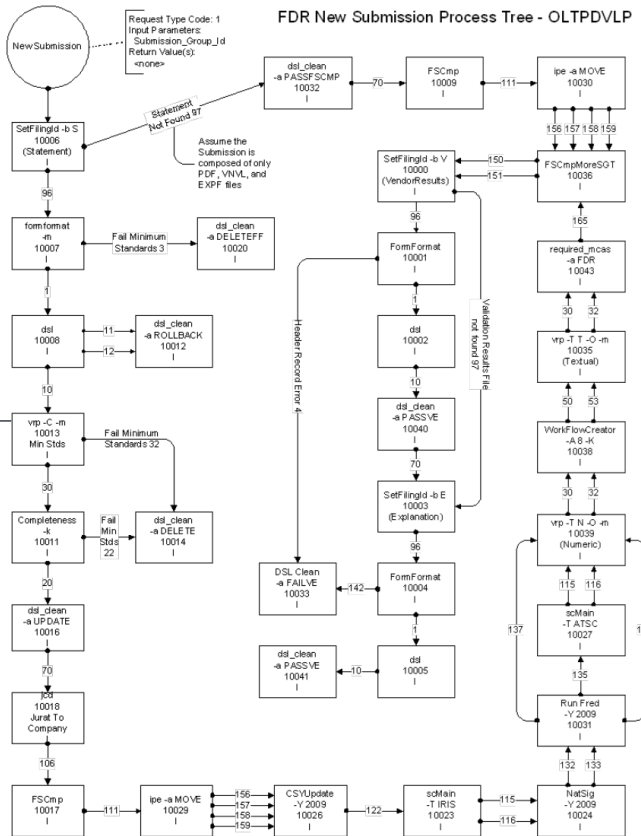 FDR New Submission Process Tree - OLTPDVLP
NewSubmission
Request Type Code: 1
Input Parameters:
Submission_Group_Id
Return Value(s):
<none>
SetFilingId -b S
10006
(Statement)
I
Statement
Not Found 97
Assume the
Submission is
composed of only
PDF, VNVL, and
EXPF files
dsl_clean
-a PASSFSCMP
10032
I
70
FSCmp
10009
I
111
ipe -a MOVE
10030
I
156
157
158
159
FSCmpMoreSGT
10036
I
150
151
SetFilingId -b V
10000
(VendorResults)
I
96
formformat
-m
10007
I
Fail Minimum
Standards 3
dsl_clean
-a DELETEFF
10020
I
1
dsl
10008
I
11
12
dsl_clean
-a ROLLBACK
10012
I
10
vrp -C -m
10013
Min Stds
I
Fail Minimum
Standards 32
30
Completeness
-k
10011
I
Fail
Min
Stds
22
dsl_clean
-a DELETE
10014
I
20
dsl_clean
-a UPDATE
10016
I
70
jcd
10018
Jurat To
Company
I
106
FSCmp
10017
I
111
ipe -a MOVE
10029
I
156
157
158
159
CSYUpdate
-Y 2009
10026
I
122
scMain
-T IRIS
10023
I
115
116
NatSig
-Y 2009
10024
I
132
133
Run Fred
-Y 2009
10031
I
137
135
scMain
-T ATSC
10027
I
115
116
vrp -T N -O -m
10039
(Numeric)
I
30
32
WorkFlowCreator
-A 8 -K
10038
I
50
53
vrp -T T -O -m
10035
(Textual)
I
30
32
required_mcas
-a FDR
10043
I
165
96
FormFormat
10001
I
Header Record Error 4
Validation Results File
not found 97
1
dsl
10002
I
10
dsl_clean
-a PASSVE
10040
I
70
SetFilingId -b E
10003
(Explanation)
I
96
FormFormat
10004
I
142
DSL Clean
-a FAILVE
10033
I
1
dsl
10005
I
10
dsl_clean
-a PASSVE
10041
I